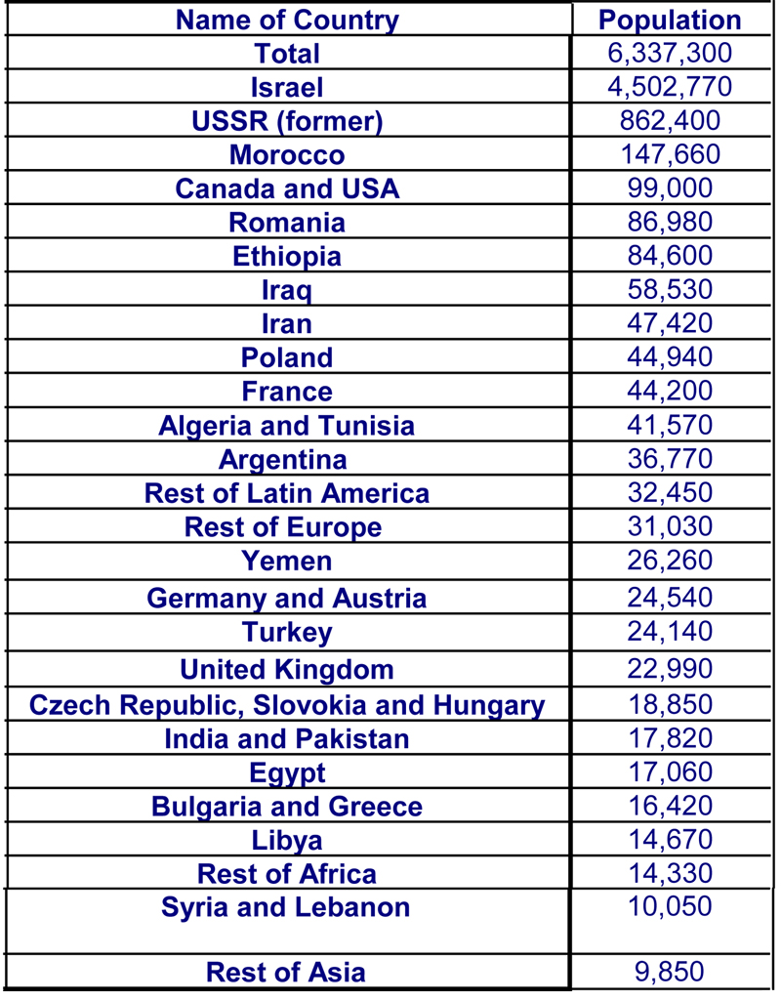 Name of Country Population
Total 6,337,300
Israel 4,502,770
USSR (former) 862,400
Morocco 147,660
Canada and USA 99,000
Romania 86,980
Ethiopia 84,600
Iraq 58,530
Iran 47,420
Poland 44,940
France 44,200
Algeria and Tunisia 41,570
Argentina 36,770
Rest of Latin America 32,450
Rest of Europe 31,030
Yemen 26,260
Germany and Austria 24,540
Turkey 24,140
United Kingdom 22,990
Czech Republic, Slovokia and Hungary 18,850
India and Pakistan 17,820
Egypt 17,060
Bulgaria and Greece 16,420
Libya 14,670
Rest of Africa 14,330
Syria and Lebanon 10,050
Rest of Asia 9,850